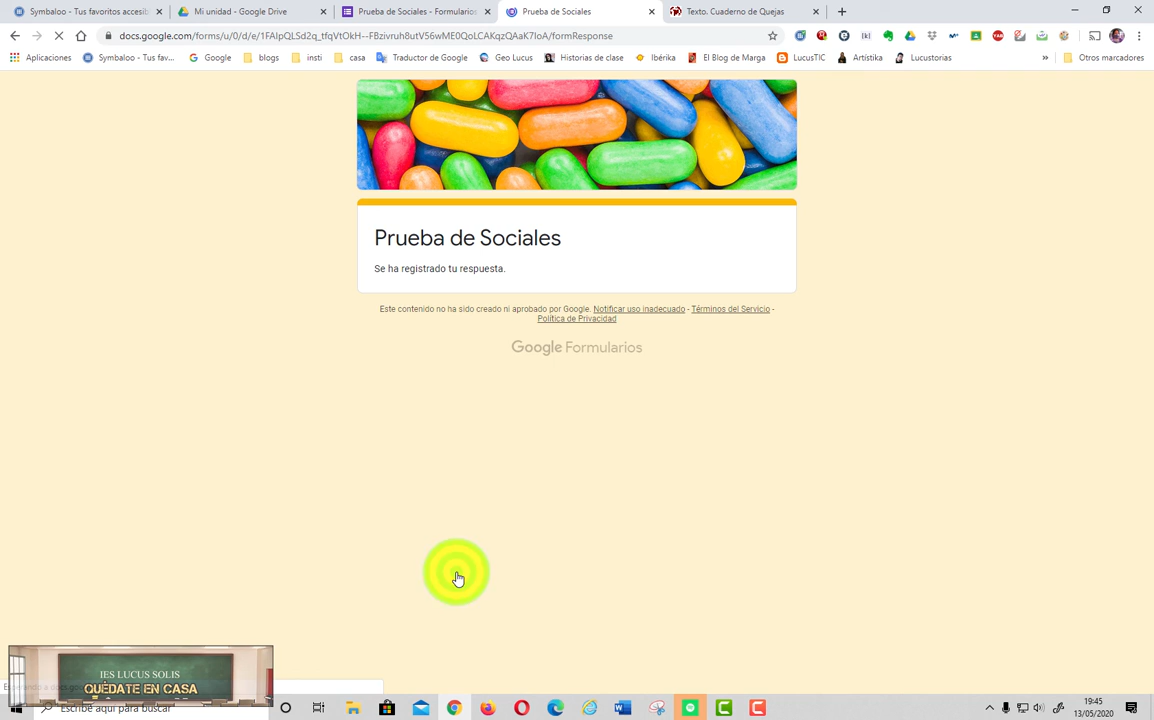 Symbaloo - Tus favoritos accesib
Mi unidad - Google Drive
Prueba de Sociales - Formulario
Prueba de Sociales
Texto. Cuaderno de Quejas
docs.google.com/forms/u/0/d/e/1FAIpQLSd2q_tfqVtOkH--FBzivruh8utV56wME0QoLCAKqzQAaK7IoA/formResponse
Aplicaciones
Symbaloo - Tus fav...
Google
blogs
insti
casa
Traductor de Google
Geo Lucus
Historias de clase
Ibérika
El Blog de Marga
LucusTIC
Artístika
Lucustorias
»
Otros marcadores
Prueba de Sociales
Se ha registrado tu respuesta.
Este contenido no ha sido creado ni aprobado por Google. Notificar uso inadecuado - Términos del Servicio -
Política de Privacidad
Google Formularios
IES LUCUS SOLIS
QUÉDATE EN CASA
Escribe aquí para buscar
19:45
13/05/2020